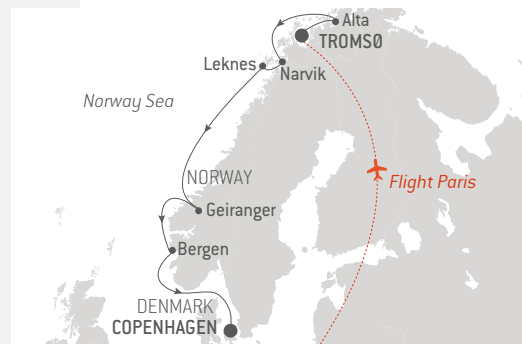 Alta
TROMSØ
Leknes
Narvik
Norway Sea
NORWAY
Flight Paris
Geiranger
Bergen
DENMARK
COPENHAGEN